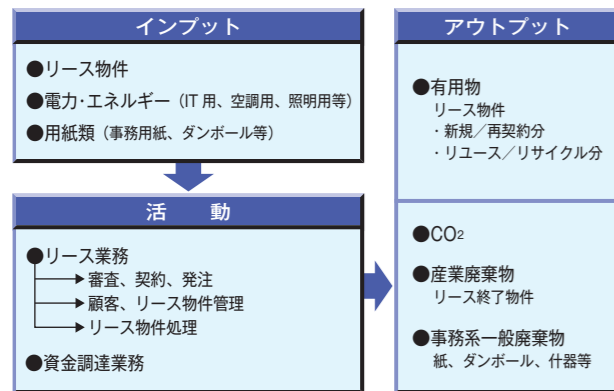 インプット
●リース物件
●電力・エネルギー（IT 用、空調用、照明用等）
●用紙類（事務用紙、ダンボール等）
活　動
●リース業務
審査、契約、発注
顧客、リース物件管理
リース物件処理
●資金調達業務
アウトプット
●有用物
リース物件
・新規／再契約分
・リユース／リサイクル分
●CO2
●産業廃棄物
リース終了物件
●事務系一般廃棄物
紙、ダンボール、什器等